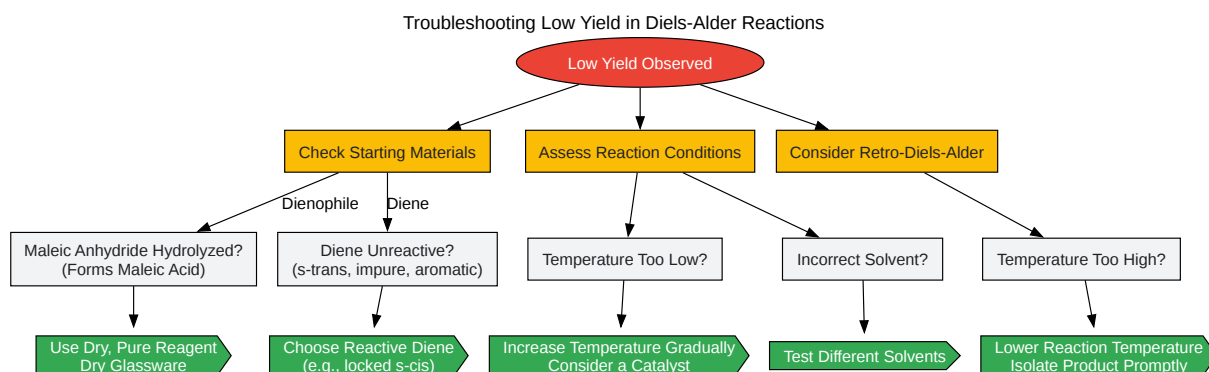 Troubleshooting Low Yield in Diels-Alder Reactions
Low Yield Observed
Check Starting Materials
Assess Reaction Conditions
Consider Retro-Diels-Alder
Dienophile
Diene
Maleic Anhydride Hydrolyzed?
(Forms Maleic Acid)
Diene Unreactive?
(s-trans, impure, aromatic)
Temperature Too Low?
Incorrect Solvent?
Temperature Too High?
Use Dry, Pure Reagent
Dry Glassware
Choose Reactive Diene
(e.g., locked s-cis)
Increase Temperature Gradually
Consider a Catalyst
Test Different Solvents
Lower Reaction Temperature
Isolate Product Promptly